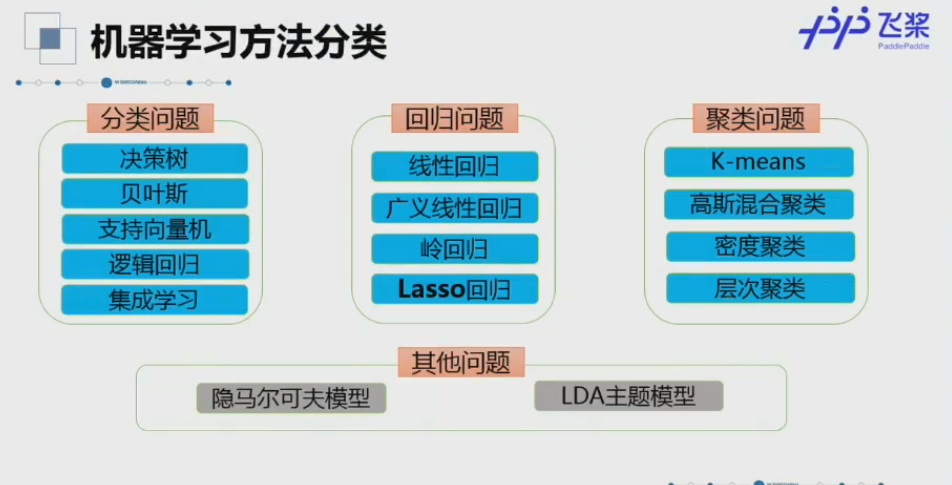 机器学习方法分类
飞桨
PaddlePaddle
分类问题
决策树
贝叶斯
支持向量机
逻辑回归
集成学习
回归问题
线性回归
广义线性回归
岭回归
Lasso回归
聚类问题
K-means
高斯混合聚类
密度聚类
层次聚类
其他问题
隐马尔可夫模型
LDA主题模型